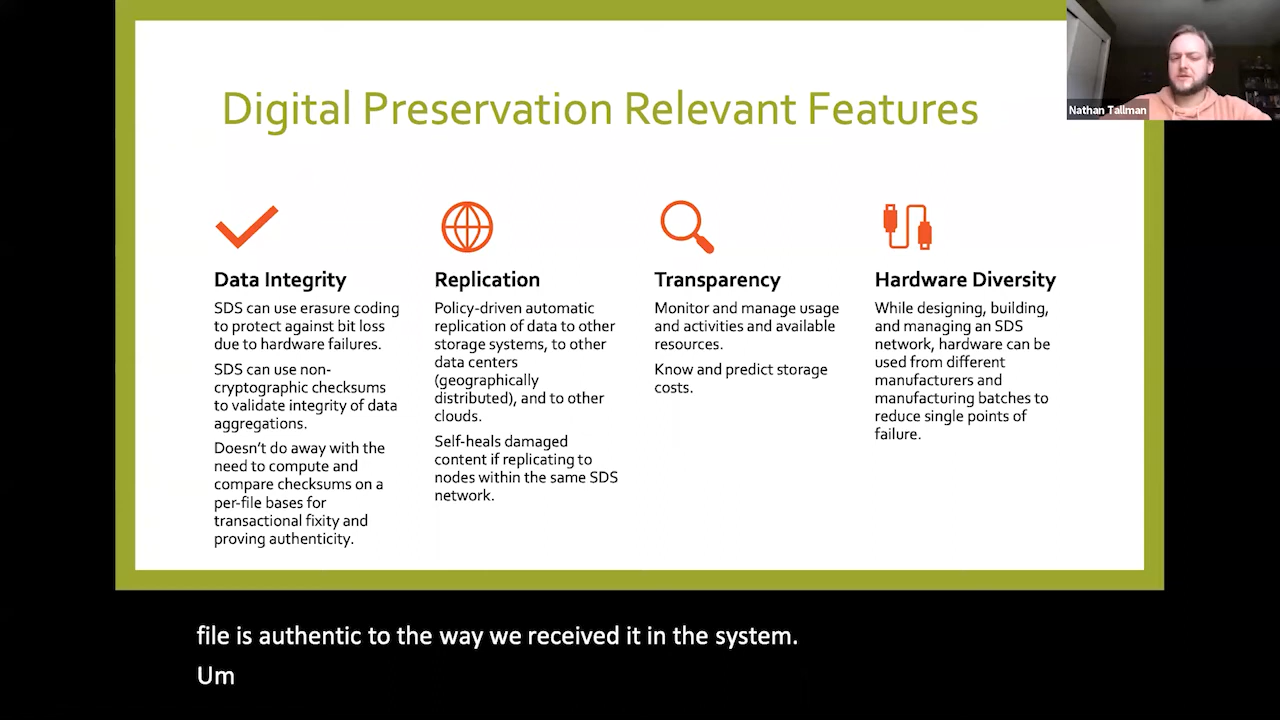 Digital Preservation Relevant Features
Nathan Tallman
Data Integrity
SDS can use erasure coding
to protect against bit loss
due to hardware failures.
SDS can use non-
cryptographic checksums
to validate integrity of data
aggregations.
Doesn't do away with the
need to compute and
compare checksums on a
per-file bases for
transactional fixity and
proving authenticity.
Replication
Policy-driven automatic
replication of data to other
storage systems, to other
data centers
(geographically
distributed), and to other
clouds.
Self-heals damaged
content if replicating to
nodes within the same SDS
network.
Transparency
Monitor and manage usage
and activities and available
resources.
Know and predict storage
costs.
Hardware Diversity
While designing, building,
and managing an SDS
network, hardware can be
used from different
manufacturers and
manufacturing batches to
reduce single points of
failure.
file is authentic to the way we received it in the system.
Um